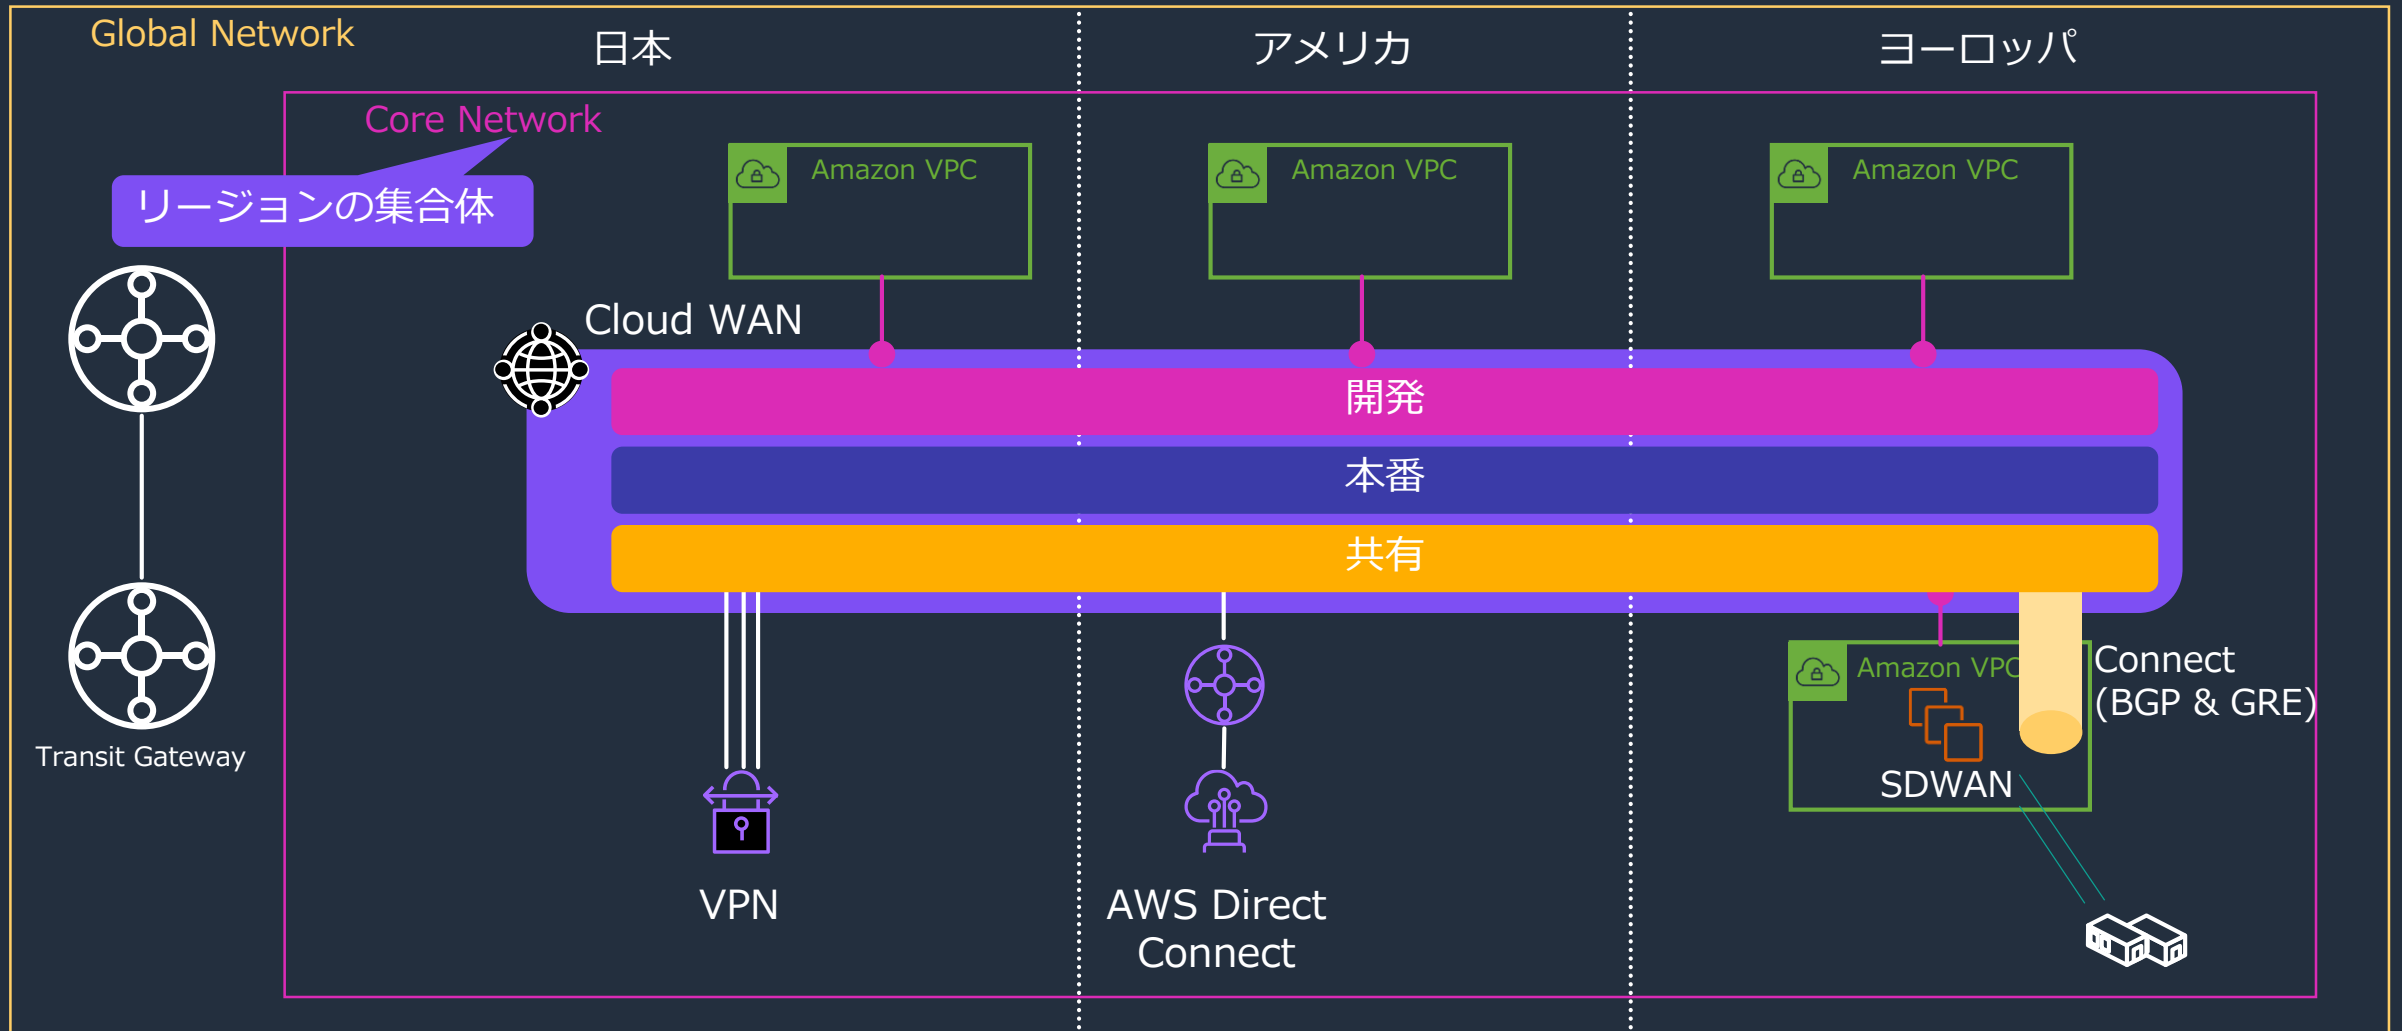 Global Network
日本
アメリカ
ヨーロッパ
Core Network
リージョンの集合体
Amazon VPC
Amazon VPC
Amazon VPC
Cloud WAN
開発
本番
共有
Transit Gateway
VPN
AWS Direct
Connect
Amazon VPC
SDWAN
Connect
(BGP & GRE)